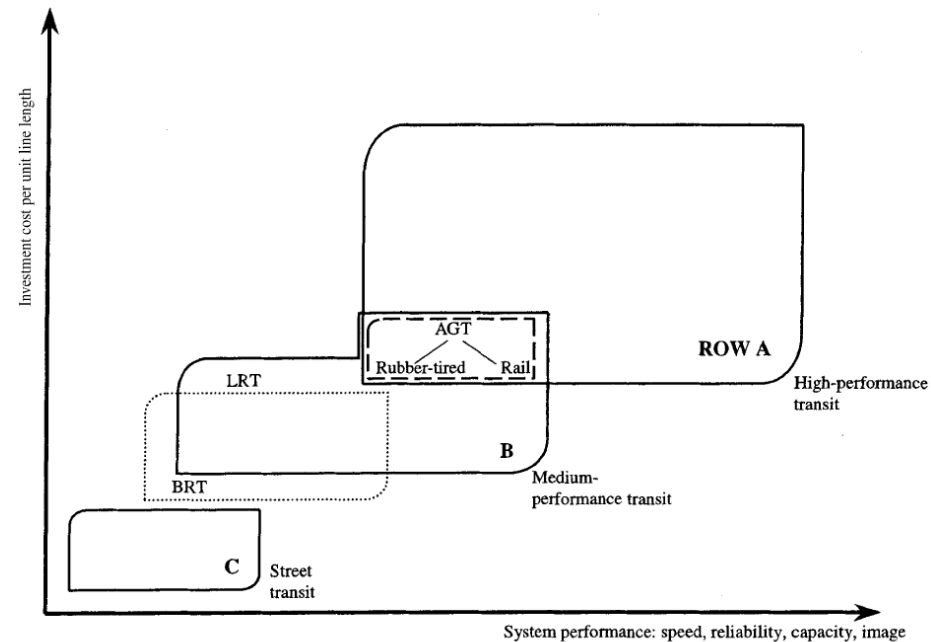 Investment cost per unit line length
AGT
Rubber-tired
Rail
ROW A
LRT
High-performance
transit
B
BRT
Medium-
performance transit
C
Street
transit
System performance: speed, reliability, capacity, image